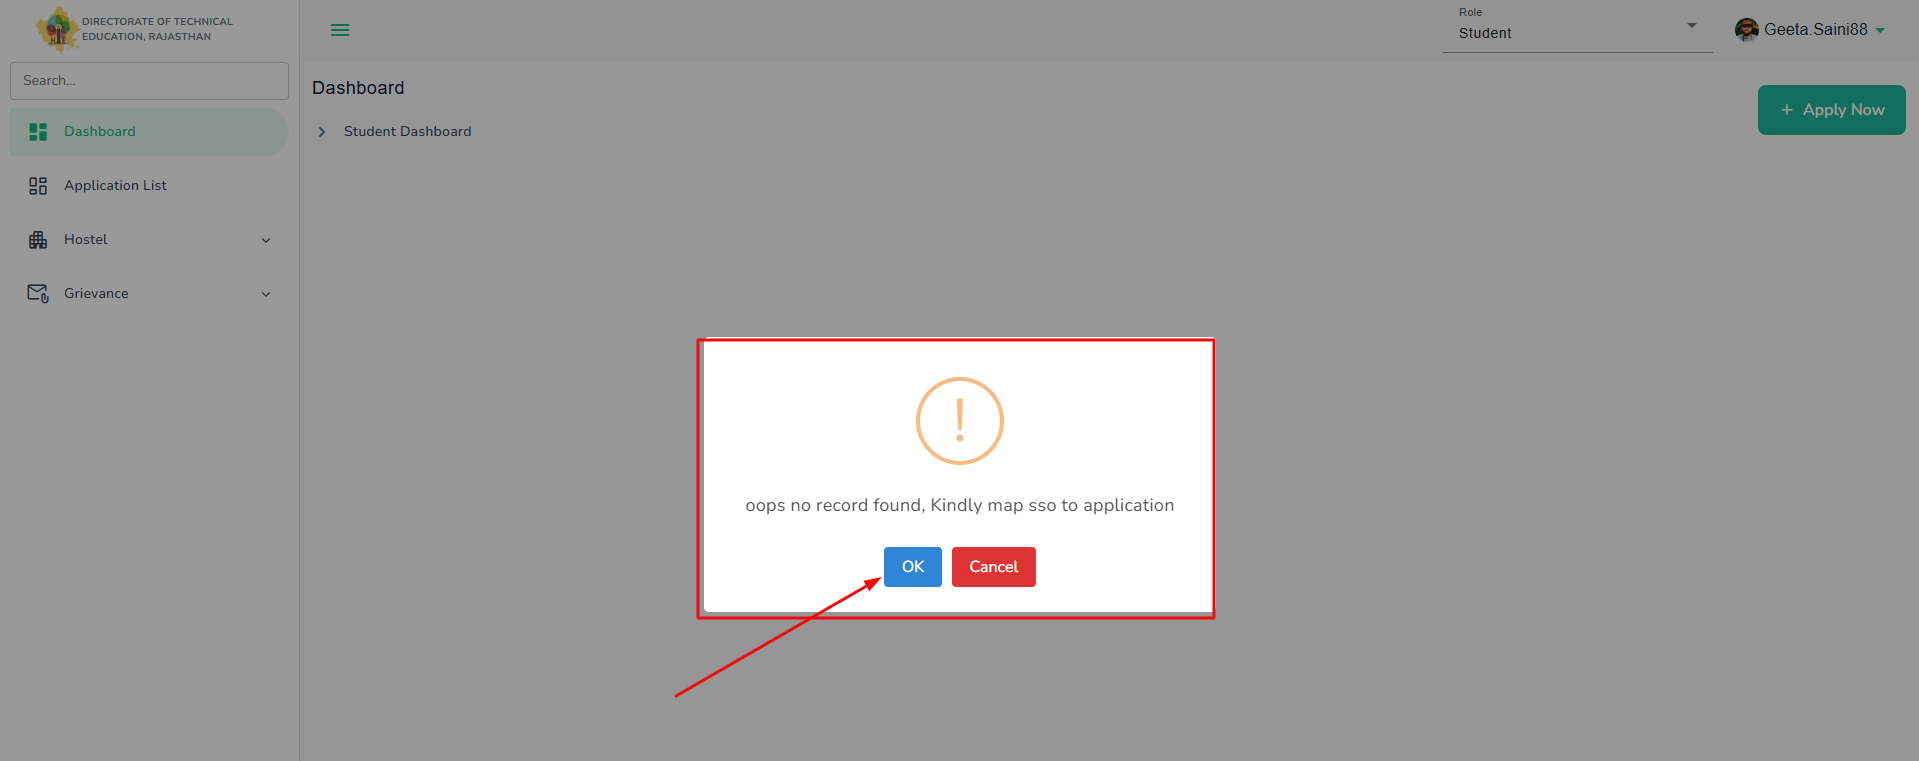 DIRECTORATE OF TECHNICAL
EDUCATION, RAJASTHAN
Role
Student
Geeta.Saini88
Search...
Dashboard
Application List
Hostel
Grievance
Dashboard
Student Dashboard
+ Apply Now
!
oops no record found, Kindly map sso to application
OK
Cancel